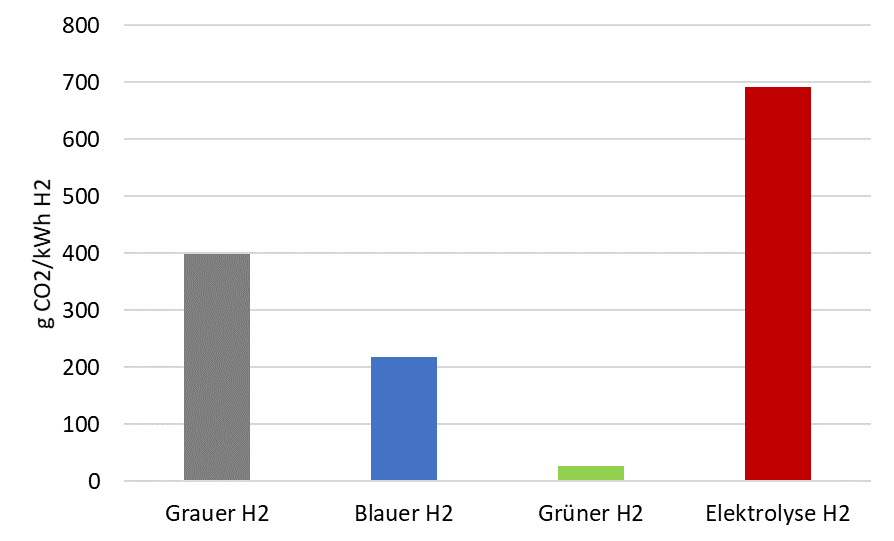 800
700
600
500
400
300
200
100
0
g CO2/kWh H2
Grauer H2
Blauer H2
Grüner H2
Elektrolyse H2